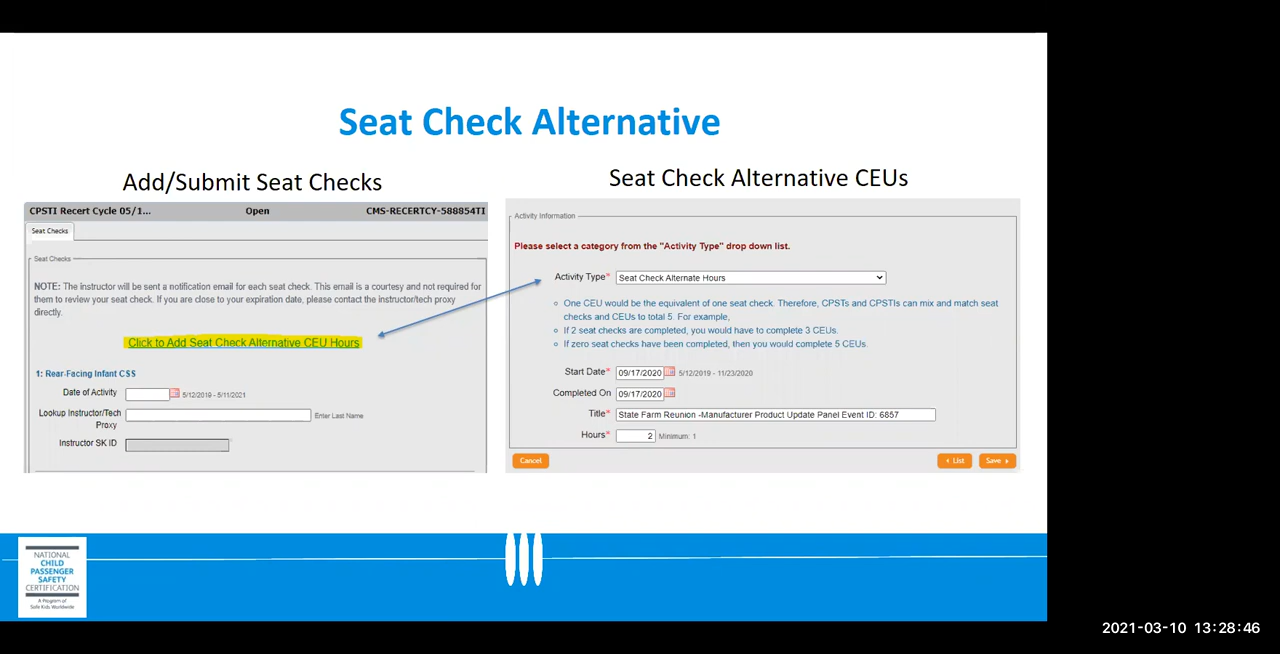 Seat Check Alternative
Add/Submit Seat Checks
CPSTI Recert Cycle 05/1... Open CMS-RECERTCY-588854TI
Seat Checks
Seat Checks
NOTE: The instructor will be sent a notification email for each seat check. This email is a courtesy and not required for
them to review your seat check. If you are close to your expiration date, please contact the instructor/tech proxy
directly.
Click to Add Seat Check Alternative CEU Hours
1: Rear-Facing Infant CSS
Date of Activity 5/12/2019 - 5/11/2021
Lookup Instructor/Tech Enter Last Name
Proxy
Instructor SK ID
Seat Check Alternative CEUs
Activity Information
Please select a category from the "Activity Type" drop down list.
Activity Type* Seat Check Alternate Hours
One CEU would be the equivalent of one seat check. Therefore, CPSTs and CPSTIs can mix and match seat
checks and CEUs to total 5. For example,
If 2 seat checks are completed, you would have to complete 3 CEUs.
If zero seat checks have been completed, then you would complete 5 CEUs.
Start Date* 09/17/2020 5/12/2019 - 11/23/2020
Completed On 09/17/2020
Title* State Farm Reunion -Manufacturer Product Update Panel Event ID: 6857
Hours* 2 Minimum: 1
Cancel List Save
NATIONAL
CHILD
PASSENGER
SAFETY
CERTIFICATION
A Program of
Safe Kids Worldwide
2021-03-10 13:28:46